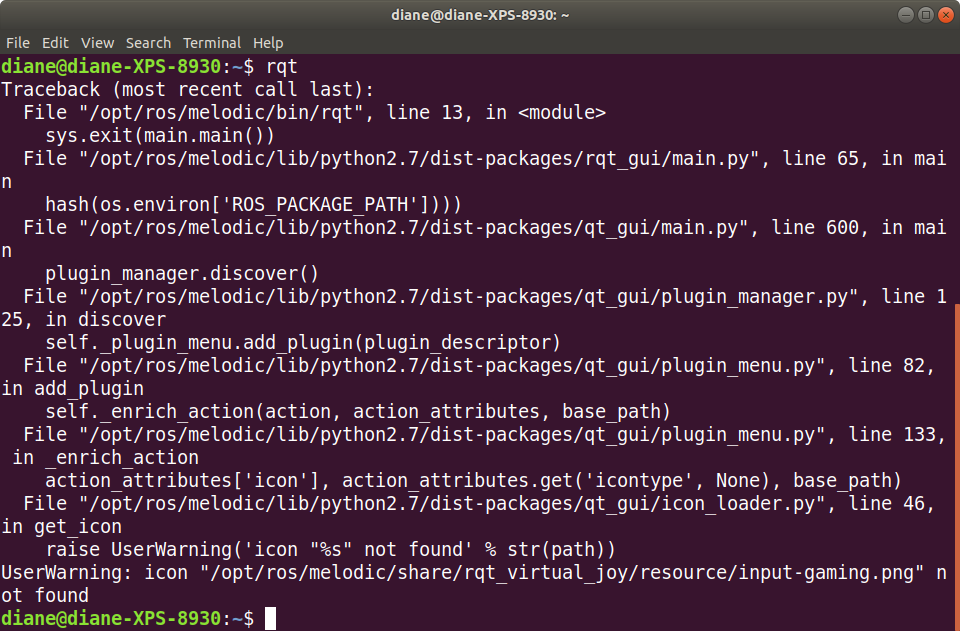 diane@diane-XPS-8930: ~
File Edit View Search Terminal Help
diane@diane-XPS-8930:~$ rqt
Traceback (most recent call last):
  File "/opt/ros/melodic/bin/rqt", line 13, in <module>
    sys.exit(main.main())
  File "/opt/ros/melodic/lib/python2.7/dist-packages/rqt_gui/main.py", line 65, in mai
n
    hash(os.environ['ROS_PACKAGE_PATH'])))
  File "/opt/ros/melodic/lib/python2.7/dist-packages/qt_gui/main.py", line 600, in mai
n
    plugin_manager.discover()
  File "/opt/ros/melodic/lib/python2.7/dist-packages/qt_gui/plugin_manager.py", line 1
25, in discover
    self._plugin_menu.add_plugin(plugin_descriptor)
  File "/opt/ros/melodic/lib/python2.7/dist-packages/qt_gui/plugin_menu.py", line 82,
in add_plugin
    self._enrich_action(action, action_attributes, base_path)
  File "/opt/ros/melodic/lib/python2.7/dist-packages/qt_gui/plugin_menu.py", line 133,
 in _enrich_action
    action_attributes['icon'], action_attributes.get('icontype', None), base_path)
  File "/opt/ros/melodic/lib/python2.7/dist-packages/qt_gui/icon_loader.py", line 46,
in get_icon
    raise UserWarning('icon "%s" not found' % str(path))
UserWarning: icon "/opt/ros/melodic/share/rqt_virtual_joy/resource/input-gaming.png" n
ot found
diane@diane-XPS-8930:~$